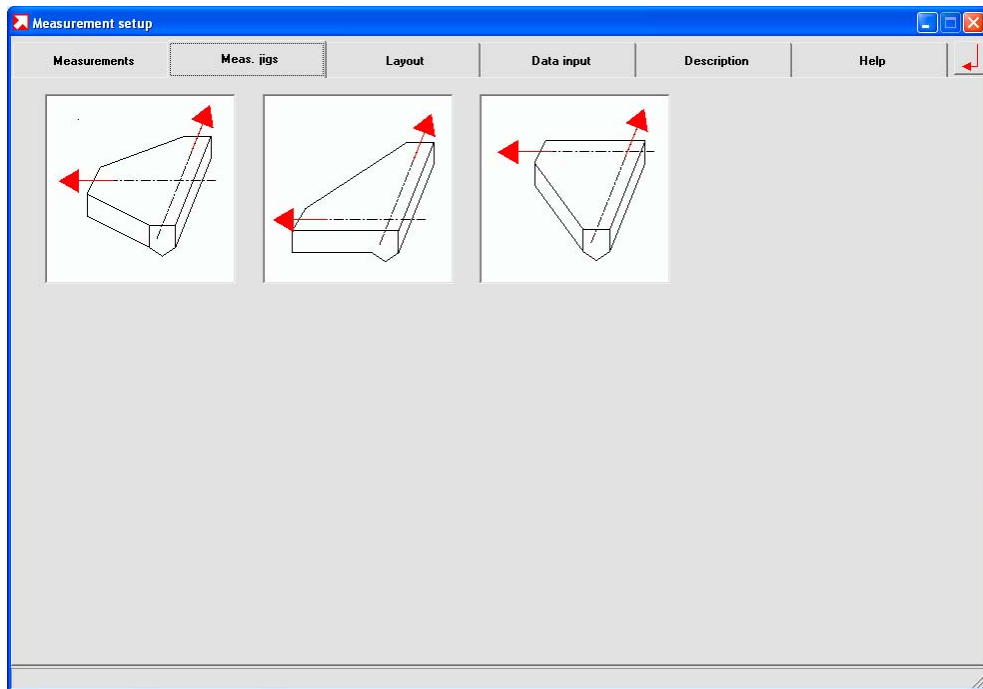 Measurement setup
Measurements Meas. jigs Layout Data input Description Help